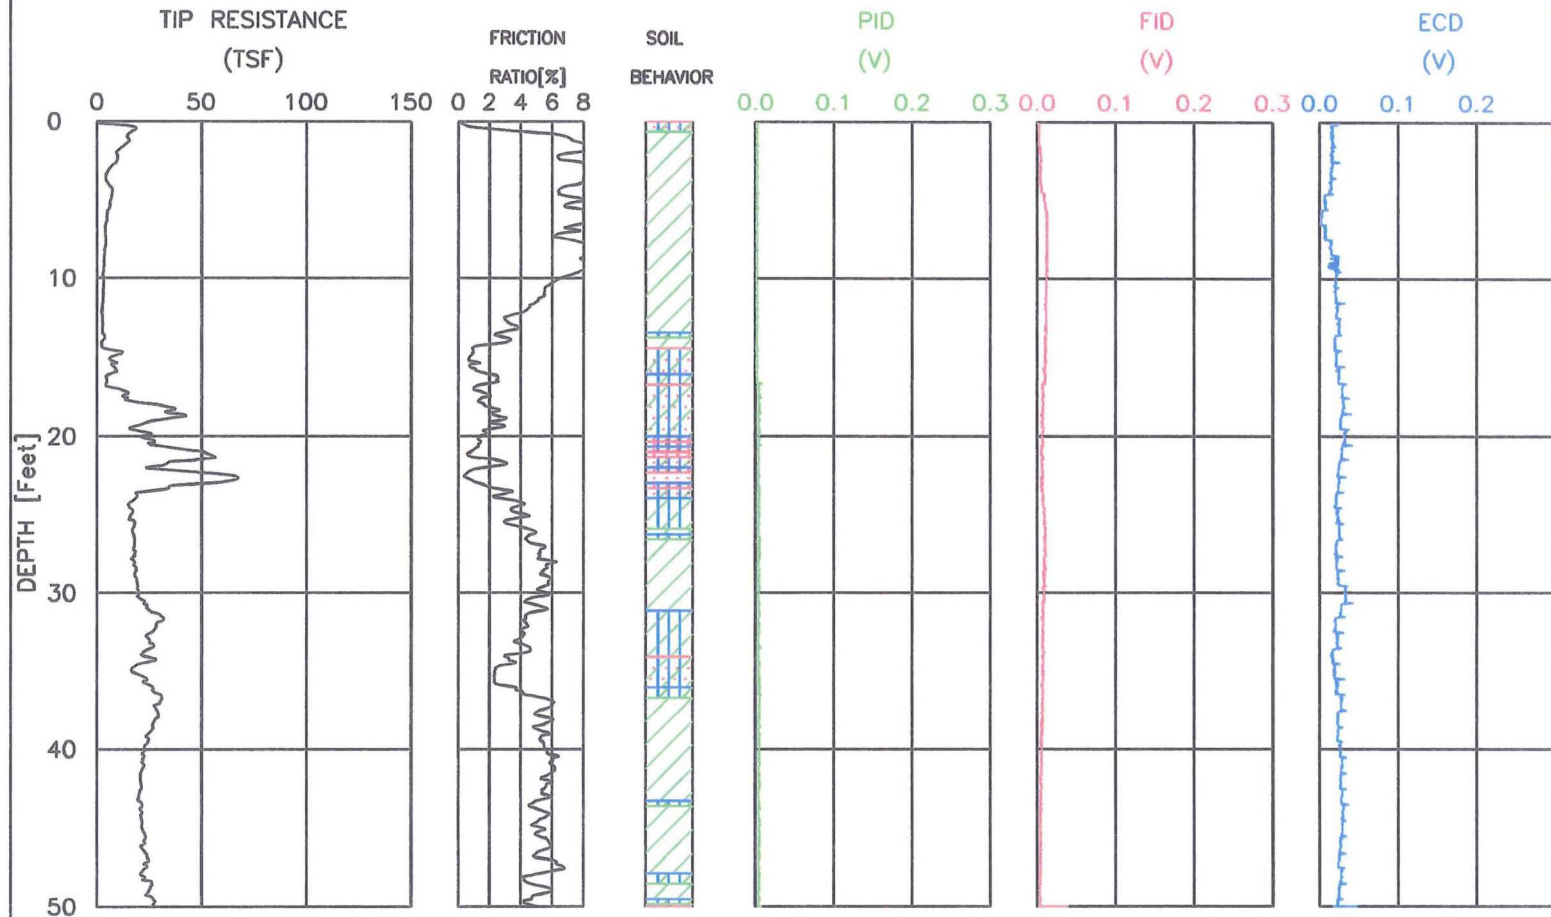 TIP RESISTANCE
(TSF)
0 50 100 150
FRICTION
RATIO[%]
0 2 4 6 8
SOIL
BEHAVIOR
PID
(V)
0.0 0.1 0.2 0.3
FID
(V)
0.0 0.1 0.2 0.3
ECD
(V)
0.0 0.1 0.2
DEPTH [Feet]
0
10
20
30
40
50